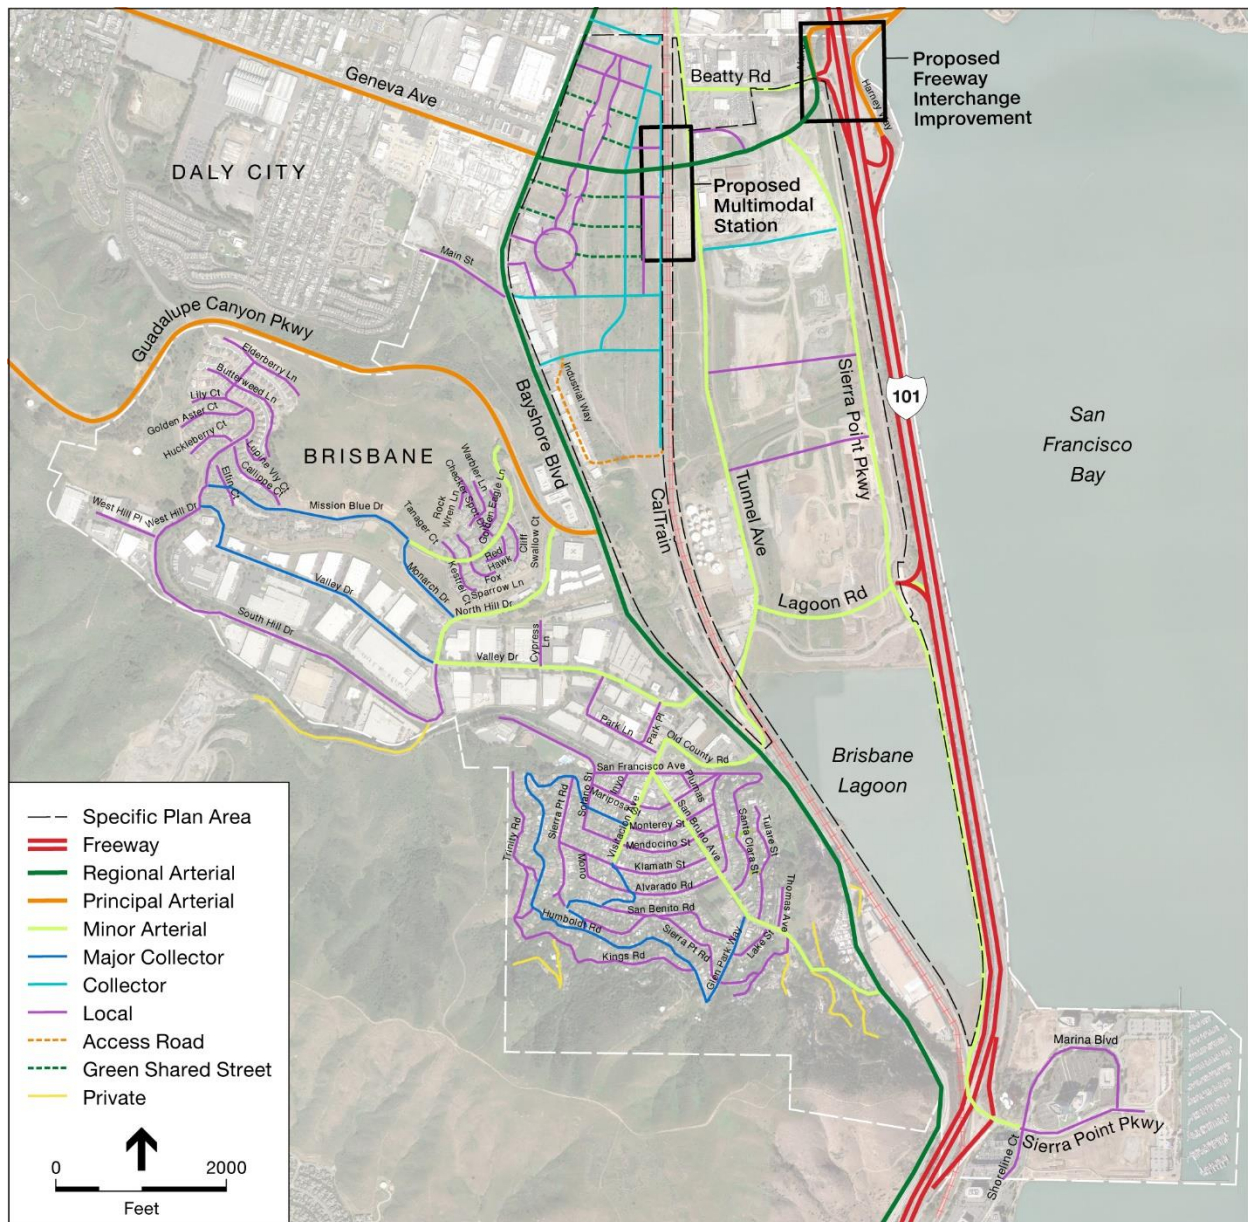 Geneva Ave
Beatty Rd
Harney Way
Proposed
Freeway
Interchange
Improvement
DALY CITY
Proposed
Multimodal
Station
Main St
Guadalupe Canyon Pkwy
Elderberry Ln
Butterweed Ln
Lily Ct
Golden Aster Ct
Huckleberry Ct
Lupine Vly Ct
Callippe Ct
Elfin Ct
Industrial Way
Bayshore Blvd
Sierra Point Pkwy
101
San
Francisco
Bay
BRISBANE
Warbler Ln
Checker Spot Ct
Golden Eagle Ln
Rock
Wren Ln
Tanager Ct
CalTrain
Tunnel Ave
West Hill Pl
West Hill Dr
Mission Blue Dr
Red
Hawk
Cliff
Swallow Ct
Fox
Sparrow Ln
Kestrel Ct
Monarch Dr
North Hill Dr
Valley Dr
South Hill Dr
Lagoon Rd
Valley Dr
Cypress
Ln
Park Ln
Park Pl
Old County Rd
Brisbane
Lagoon
San Francisco Ave
Solano St
Inyo
Mariposa St
Plumas
Trinity Rd
Sierra Pt Rd
Visitacion Ave
Monterey St
San Bruno Ave
Mendocino St
Santa Clara St
Tulare St
Mono
Klamath St
Alvarado Rd
Thomas Ave
San Benito Rd
Humboldt Rd
Sierra Pt Rd
Glen Park Way
Lake St
Kings Rd
Marina Blvd
Sierra Point Pkwy
Shoreline Ct
Specific Plan Area
Freeway
Regional Arterial
Principal Arterial
Minor Arterial
Major Collector
Collector
Local
Access Road
Green Shared Street
Private
0 2000
Feet